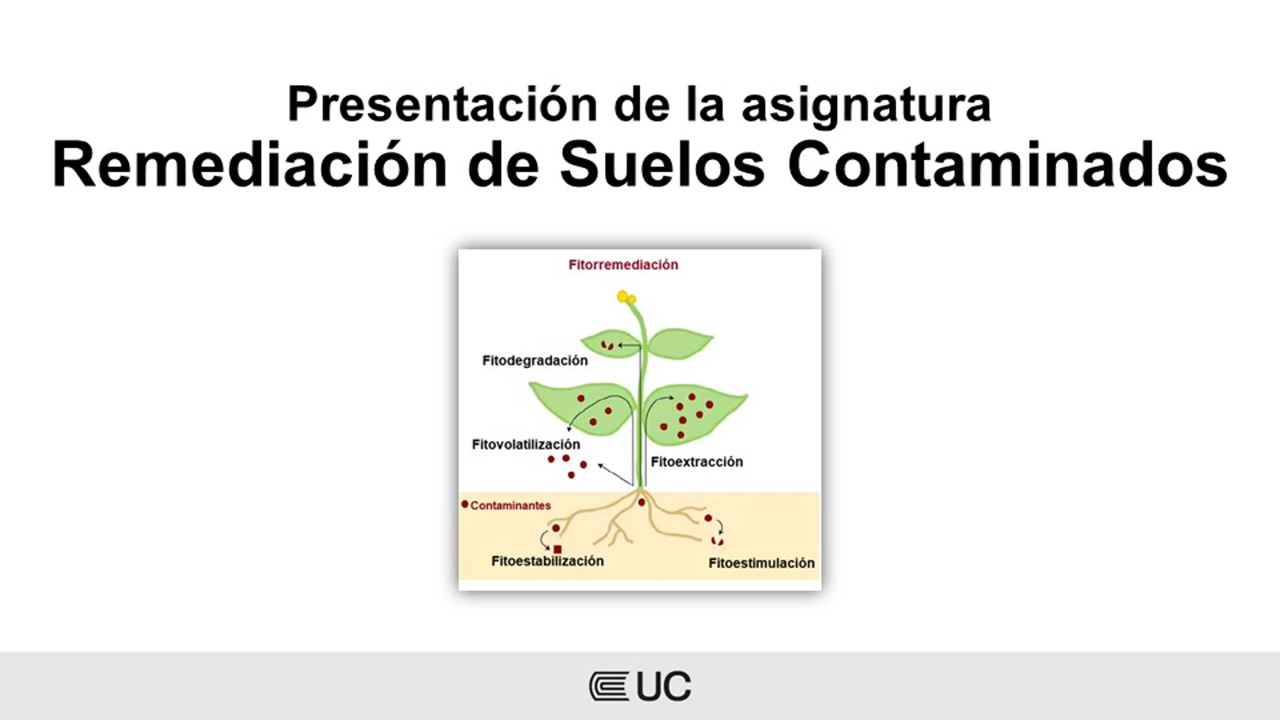 Presentación de la asignatura
Remediación de Suelos Contaminados
Fitorremediación
Fitodegradación
Fitovolatilización
Fitoextracción
Contaminantes
Fitoestabilización
Fitoestimulación
UC